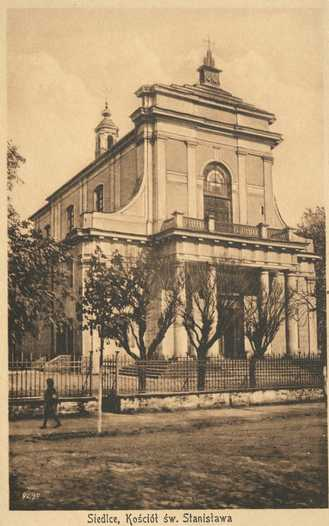 Siedlce, Kościół św. Stanisława